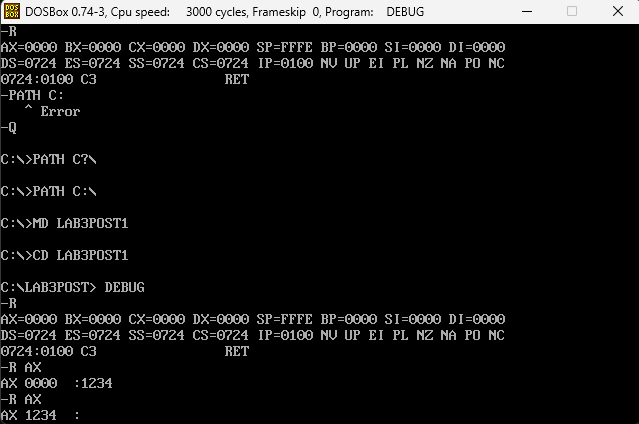 DOSBox 0.74-3, Cpu speed:    3000 cycles, Frameskip  0, Program:    DEBUG
-R
AX=0000 BX=0000 CX=0000 DX=0000 SP=FFFE BP=0000 SI=0000 DI=0000
DS=0724 ES=0724 SS=0724 CS=0724 IP=0100 NV UP EI PL NZ NA PO NC
0724:0100 C3                RET
-PATH C:
   ^ Error
-Q
C:\>PATH C?\
C:\>PATH C:\
C:\>MD LAB3POST1
C:\>CD LAB3POST1
C:\LAB3POST> DEBUG
-R
AX=0000 BX=0000 CX=0000 DX=0000 SP=FFFE BP=0000 SI=0000 DI=0000
DS=0724 ES=0724 SS=0724 CS=0724 IP=0100 NV UP EI PL NZ NA PO NC
0724:0100 C3                RET
-R AX
AX 0000  :1234
-R AX
AX 1234  :